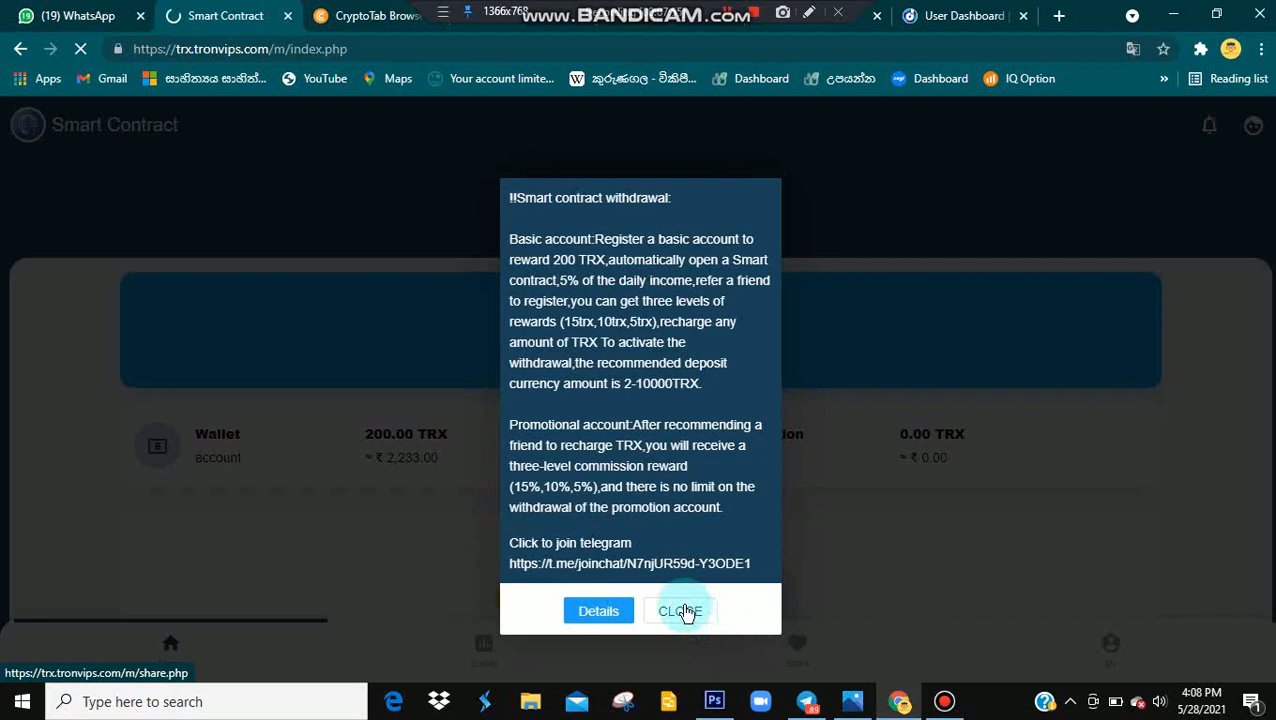 (19) WhatsApp
Smart Contract
CryptoTab Brows
1366x768
www.BANDICAM.com
User Dashboard
https://trx.tronvips.com/m/index.php
Apps
Gmail
සාහිත්‍යය සාහිත්...
YouTube
Maps
Your account limite...
කුරුණෑගල - විකිපී...
Dashboard
උපයන්න
Dashboard
IQ Option
»
Reading list
Smart Contract
!!Smart contract withdrawal:
Basic account:Register a basic account to
reward 200 TRX,automatically open a Smart
contract,5% of the daily income,refer a friend
to register,you can get three levels of
rewards (15trx,10trx,5trx),recharge any
amount of TRX To activate the
withdrawal,the recommended deposit
currency amount is 2-10000TRX.
Promotional account:After recommending a
friend to recharge TRX,you will receive a
three-level commission reward
(15%,10%,5%),and there is no limit on the
withdrawal of the promotion account.
Click to join telegram
https://t.me/joinchat/N7njUR59d-Y3ODE1
Details
CLOSE
Wallet
account
200.00 TRX
≈ ₹ 2,233.00
0.00 TRX
≈ ₹ 0.00
https://trx.tronvips.com/m/share.php
Type here to search
89
4:08 PM
5/28/2021
1